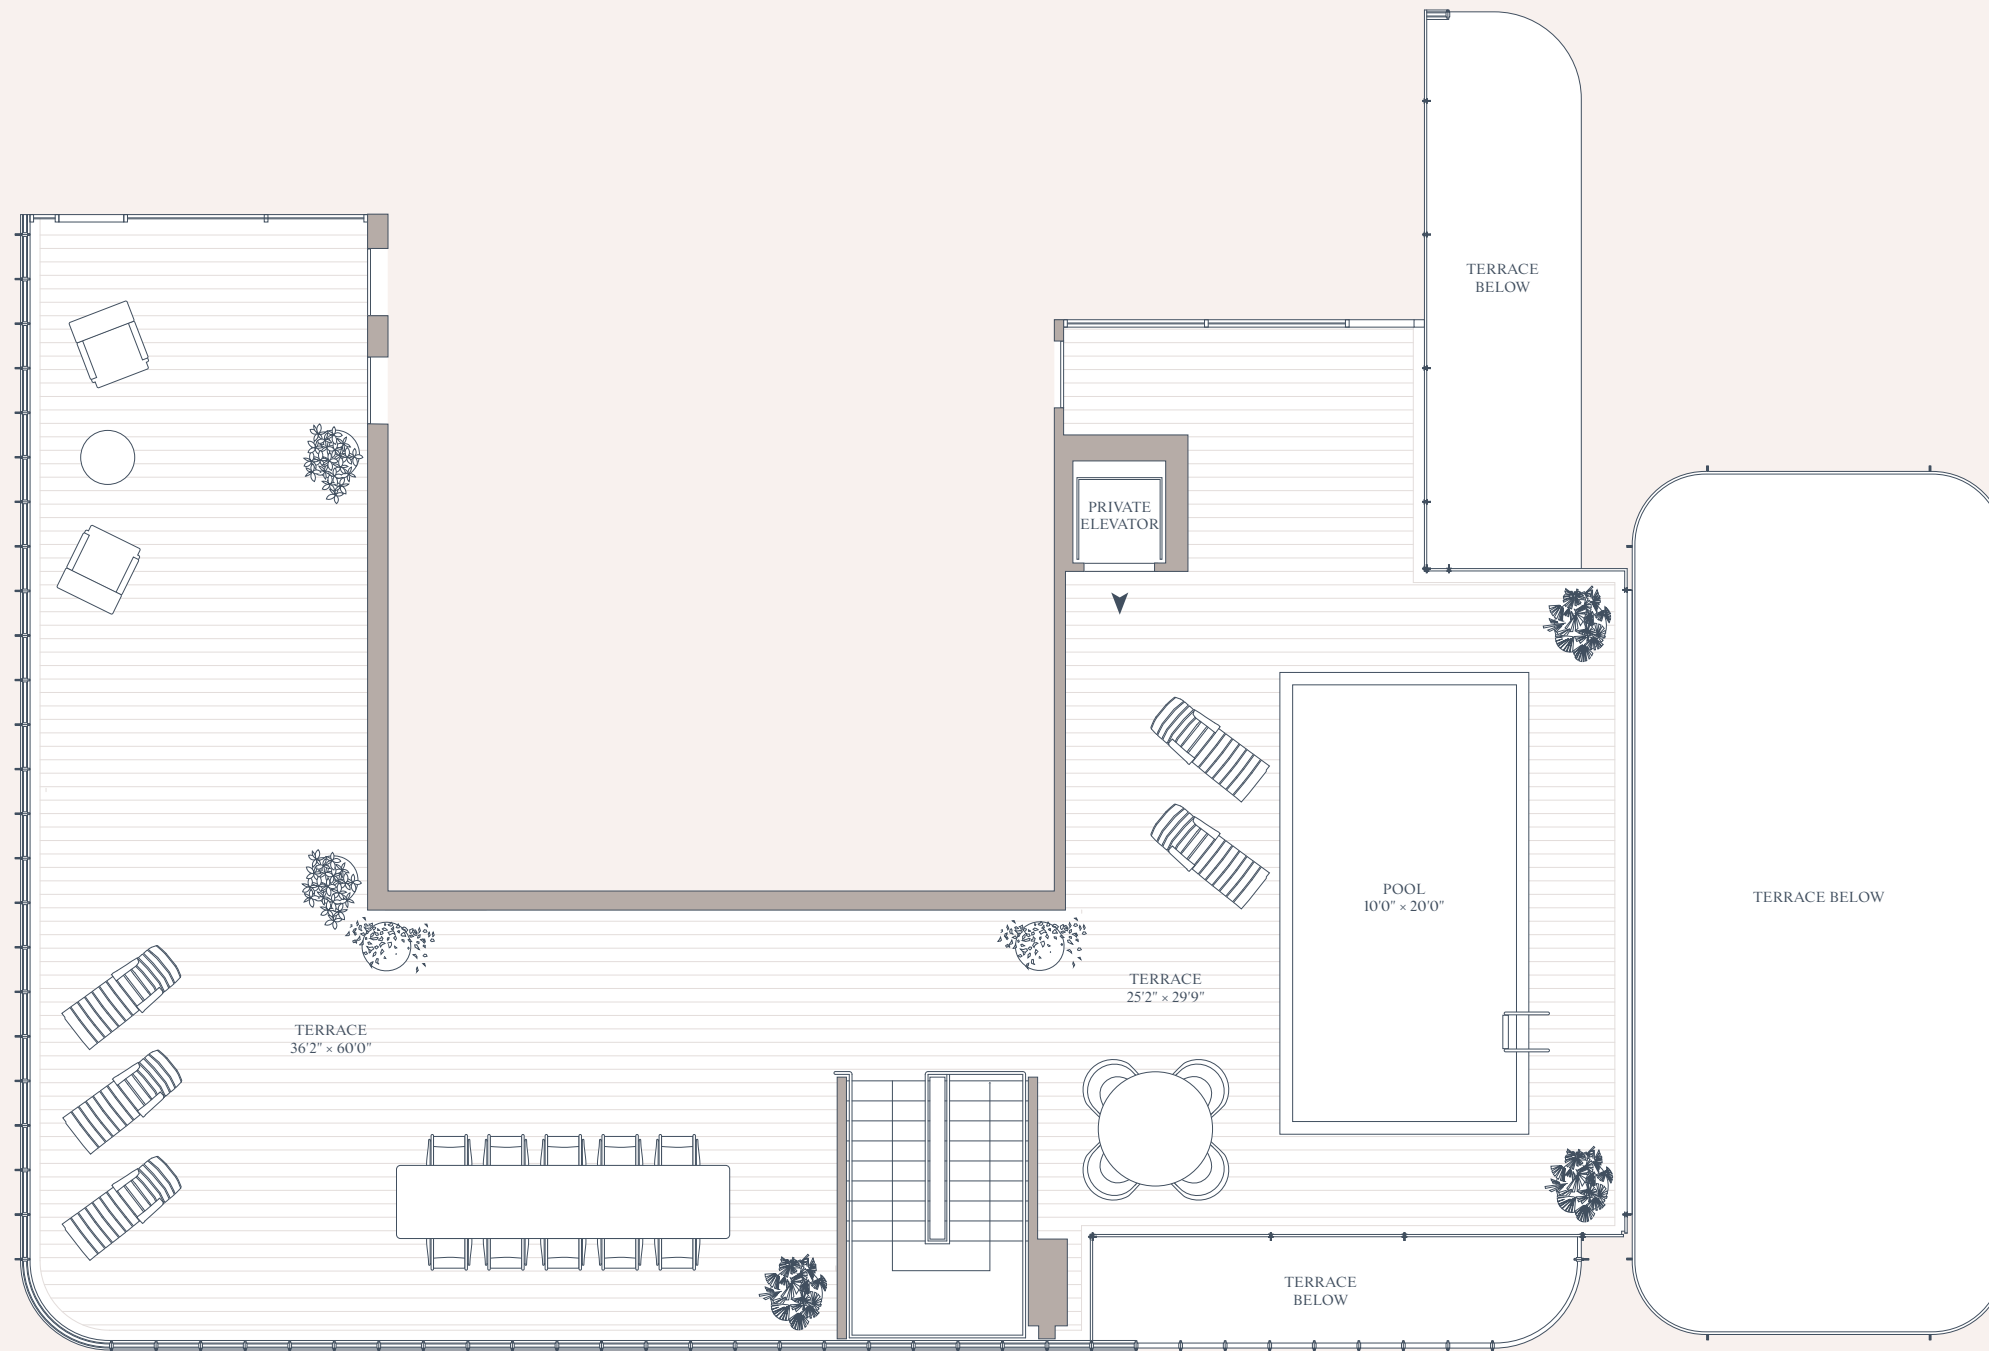 TERRACE
BELOW
PRIVATE
ELEVATOR
POOL
10'0" × 20'0"
TERRACE BELOW
TERRACE
25'2" × 29'9"
TERRACE
36'2" × 60'0"
TERRACE
BELOW